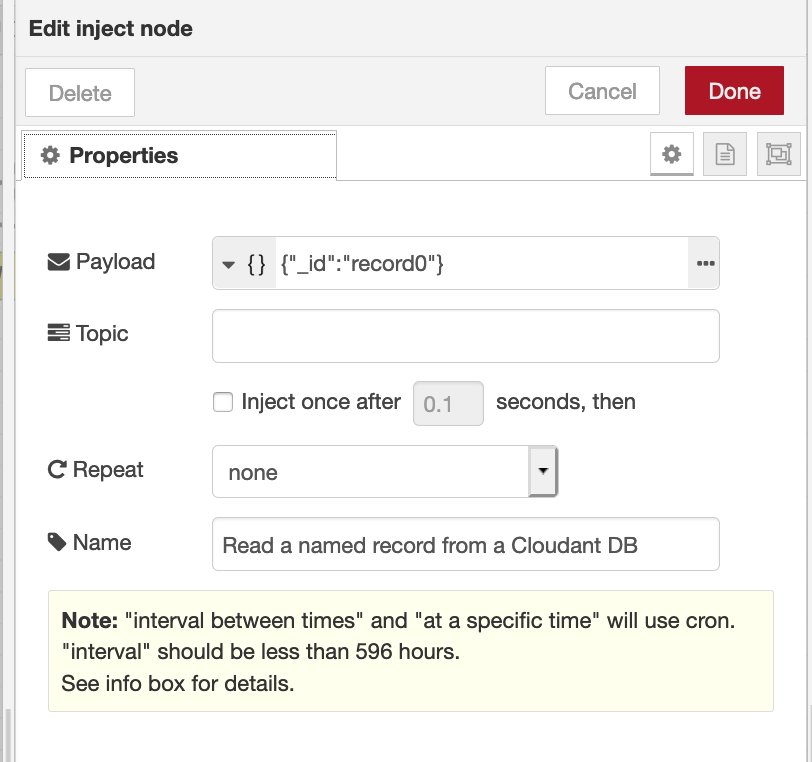 Edit inject node
Delete Cancel Done
Properties
Payload {} {"_id":"record0"}
Topic
Inject once after 0.1 seconds, then
Repeat none
Name Read a named record from a Cloudant DB
Note: "interval between times" and "at a specific time" will use cron.
"interval" should be less than 596 hours.
See info box for details.